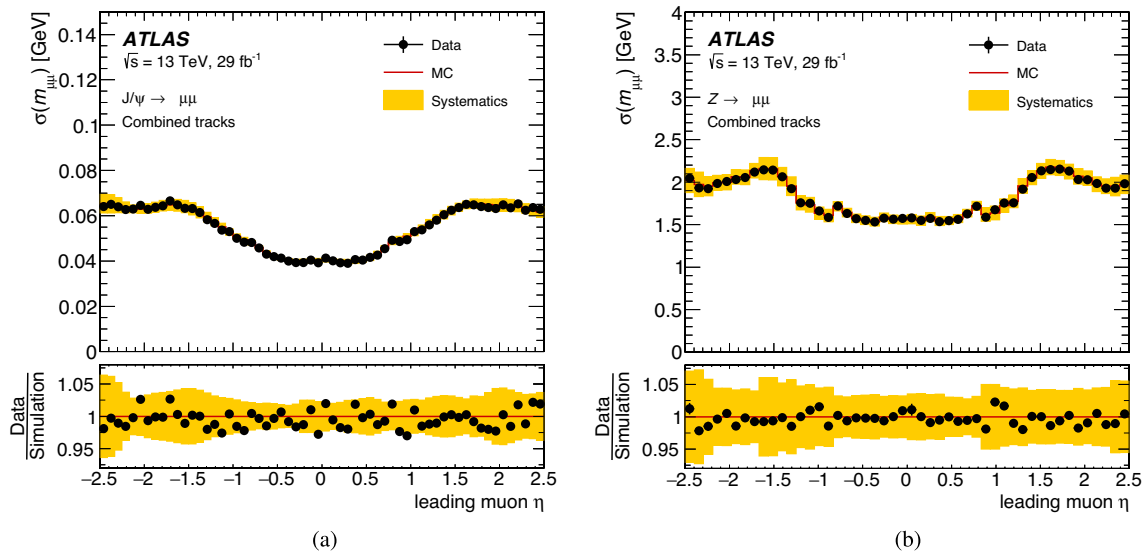 σ(m_μμ) [GeV]
0.14
0.12
0.1
0.08
0.06
0.04
0.02
0
ATLAS
√s = 13 TeV, 29 fb⁻¹
J/ψ → μμ
Combined tracks
Data
MC
Systematics
Data
Simulation
1.05
1
0.95
−2.5 −2 −1.5 −1 −0.5 0 0.5 1 1.5 2 2.5
leading muon η
(a)
σ(m_μμ) [GeV]
4
3.5
3
2.5
2
1.5
1
0.5
0
ATLAS
√s = 13 TeV, 29 fb⁻¹
Z → μμ
Combined tracks
Data
MC
Systematics
Data
Simulation
1.05
1
0.95
−2.5 −2 −1.5 −1 −0.5 0 0.5 1 1.5 2 2.5
leading muon η
(b)